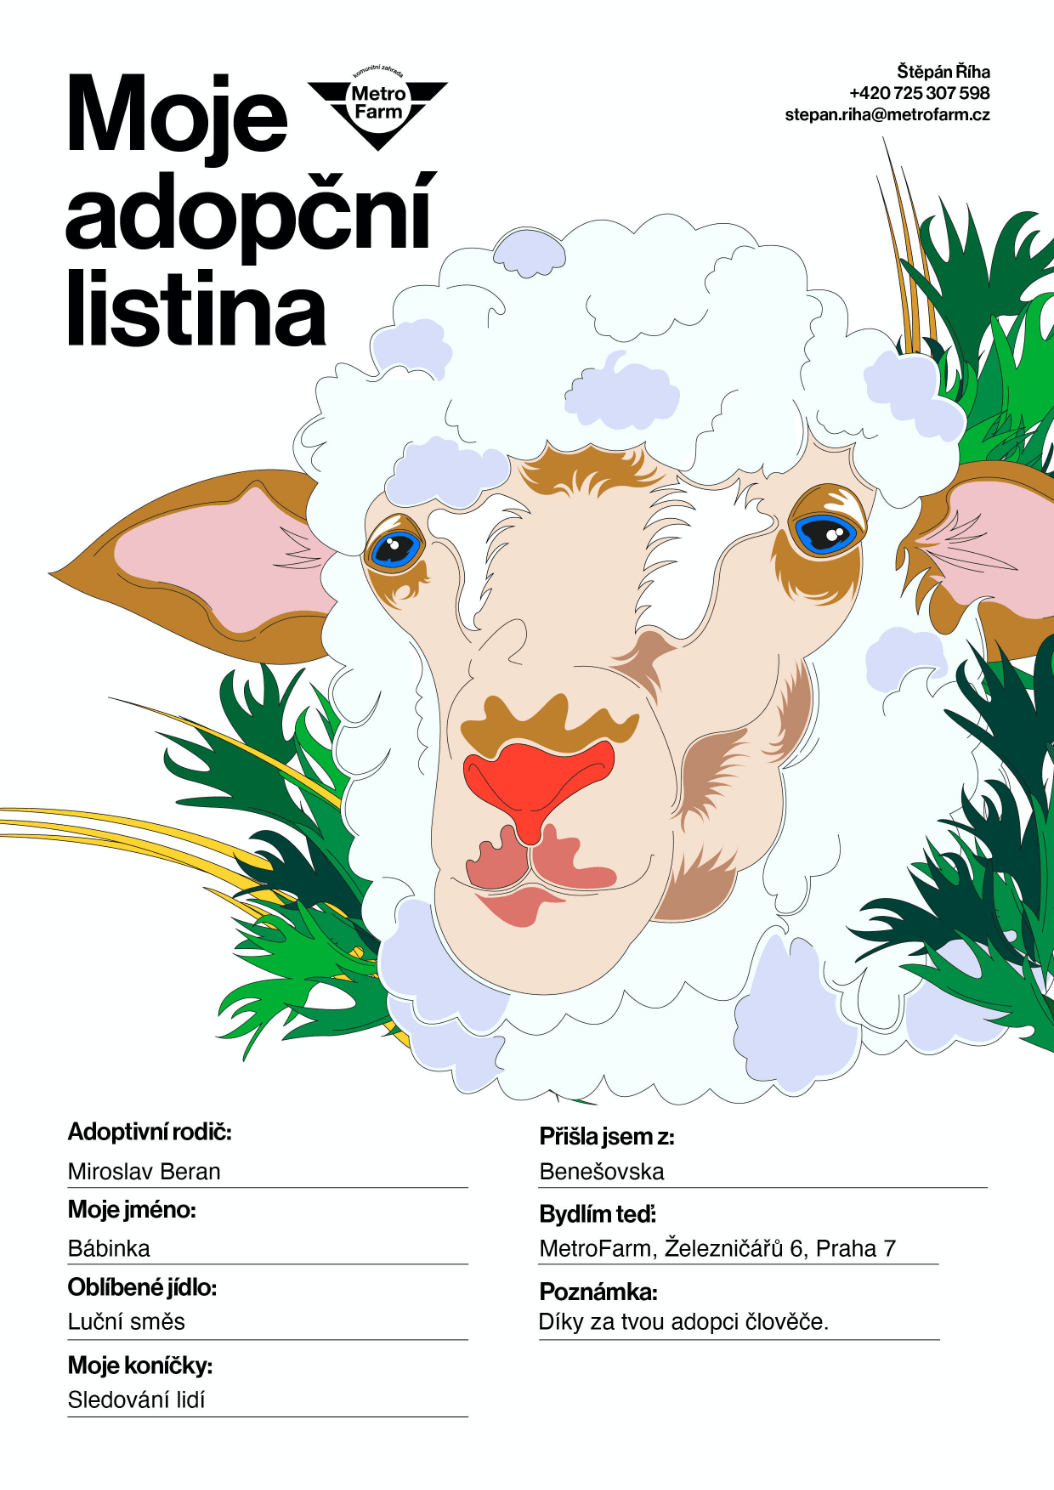 Moje
adopční
listina
komunitní zahrada
Metro
Farm
Štěpán Říha
+420 725 307 598
stepan.riha@metrofarm.cz
Adoptivní rodič:
Miroslav Beran
Moje jméno:
Bábinka
Oblíbené jídlo:
Luční směs
Moje koníčky:
Sledování lidí
Přišla jsem z:
Benešovska
Bydlím teď:
MetroFarm, Železničářů 6, Praha 7
Poznámka:
Díky za tvou adopci člověče.